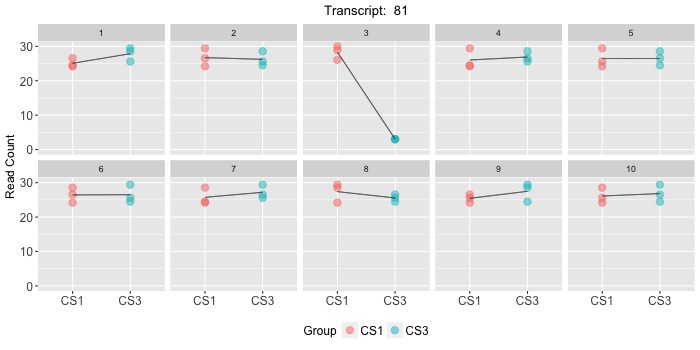 Transcript: 81
1 2 3 4 5
30
20
10
0
Read Count
6 7 8 9 10
30
20
10
0
CS1 CS3 CS1 CS3 CS1 CS3 CS1 CS3 CS1 CS3
Group CS1 CS3